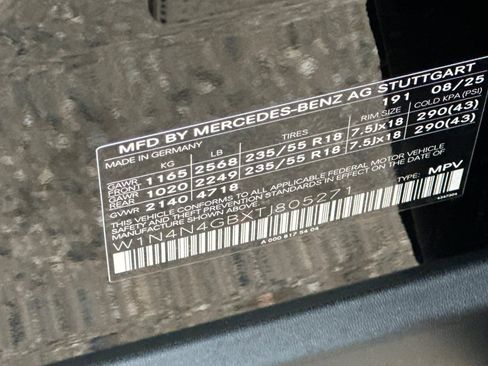 MFD BY MERCEDES-BENZ AG STUTTGART
MADE IN GERMANY 191 08/25
KG LB TIRES RIM SIZE COLD KPA (PSI)
GAWR FRONT 1165 2568 235/55 R18 7.5Jx18 290(43)
GAWR REAR 1020 2249 235/55 R18 7.5Jx18 290(43)
GVWR 2140 4718
THIS VEHICLE CONFORMS TO ALL APPLICABLE FEDERAL MOTOR VEHICLE
SAFETY AND THEFT PREVENTION STANDARDS IN EFFECT ON THE DATE OF
MANUFACTURE SHOWN ABOVE. TYPE: MPV
W1N4N4GBXTJ805271
A 000 817 54 04